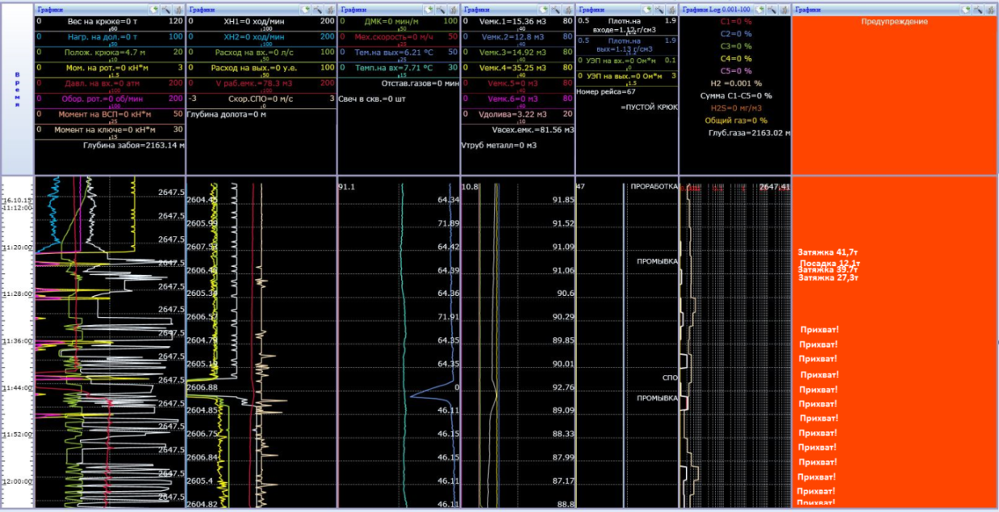 Графики
Вес на крюке=0 т
0 120
60
Нагр. на дол.=0 т
0 100
50
Полож. крюка=4.7 м
0 20
10
Мом. на рот.=0 кН*м
0 3
1.5
Давл. на вх.=0 атм
0 200
100
Обор. рот.=0 об/мин
0 200
100
Момент на ВСП=0 кН*м
0 50
25
Момент на ключе=0 кН*м
0 30
15
Глубина забоя=2163.14 м
Графики
ХН1=0 ход/мин
0 200
100
ХН2=0 ход/мин
0 200
100
Расход на вх.=0 л/с
0 100
50
Расход на вых.=0 у.е.
0 100
50
V раб.емк.=78.3 м3
0 200
100
Скор.СПО=0 м/с
-3 3
0
Глубина долота=0 м
Графики
ДМК=0 мин/м
0 100
50
Мех.скорость=0 м/ч
0 50
25
Тем.на вых=6.21 °C
0 30
15
Темп.на вх=7.71 °C
0 30
Отстав.газов=0 мин
Свеч в скв.=0 шт
Графики
Vемк.1=15.36 м3
0 80
40
Vемк.2=12.8 м3
0 80
40
Vемк.3=14.92 м3
0 80
40
Vемк.4=35.25 м3
0 80
40
Vемк.5=0 м3
0 80
40
Vемк.6=0 м3
0 80
40
Vдолива=3.22 м3
0 20
10
Vвсех.емк.=81.56 м3
Vтруб металл=0 м3
Графики
Плотн.на
входе=1.12 г/см3
0.5 1.9
Плотн.на
вых=1.13 г/см3
0.5 1.9
УЭП на вх.=0 Ом*м
0 0.1
УЭП на вых.=0 Ом*м
0 3
1.5
Номер рейса=67
=ПУСТОЙ КРЮК
Графики Log 0.001-100
C1=0 %
C2=0 %
C3=0 %
C4=0 %
C5=0 %
H2 =0.001 %
Сумма C1-C5=0 %
H2S=0 мг/м3
Общий газ=0 %
Глуб.газа=2163.02 м
Графики
Предупреждение
Время
16.10.15
11:12:00
11:20:00
11:28:00
11:36:00
11:44:00
11:52:00
12:00:00
2647.5
2647.5
2647.5
2647.5
2647.5
2647.5
2647.5
2647.5
2647.5
2647.5
2647.5
2647.5
2647.5
2647.5
2604.45
2605.99
2606.88
2604.85
2606.75
2606.84
2605.4
2604.82
91.1
64.34
71.89
64.42
64.39
64.36
71.91
64.35
64.35
0
46.11
46.15
46.15
46.11
46.11
10.8
91.85
91.52
91.09
91.06
90.6
90.29
89.85
90.01
92.76
89.09
88.33
87.99
87.17
88.8
47
ПРОРАБОТКА
ПРОМЫВКА
СПО
ПРОМЫВКА
2647.41
Затяжка 41,7т
Посадка 12,1т
Затяжка 39.7т
Затяжка 27,3т
Прихват!
Прихват!
Прихват!
Прихват!
Прихват!
Прихват!
Прихват!
Прихват!
Прихват!
Прихват!
Прихват!
Прихват!
Прихват!